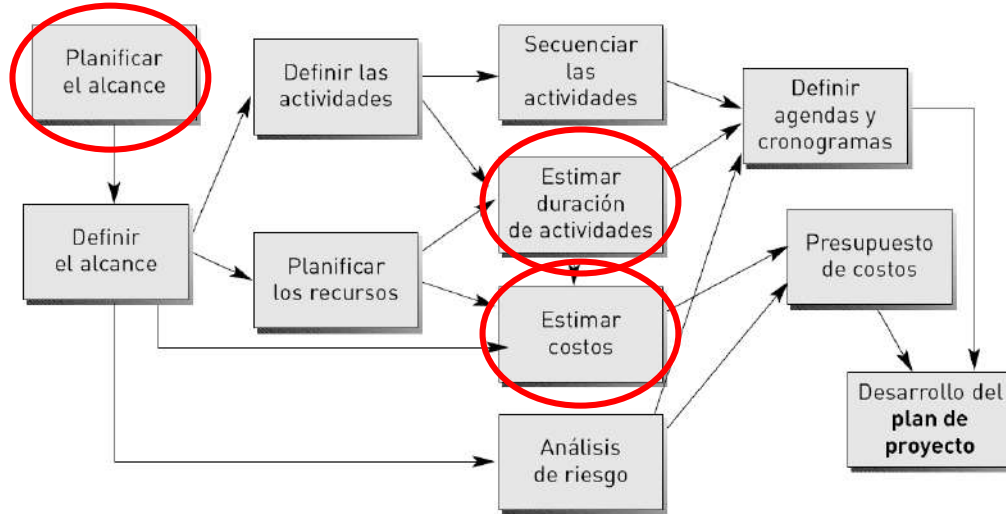 Planificar
el alcance
Definir
el alcance
Definir las
actividades
Planificar
los recursos
Secuenciar
las
actividades
Estimar
duración
de actividades
Estimar
costos
Análisis
de riesgo
Definir
agendas y
cronogramas
Presupuesto
de costos
Desarrollo del
plan de
proyecto